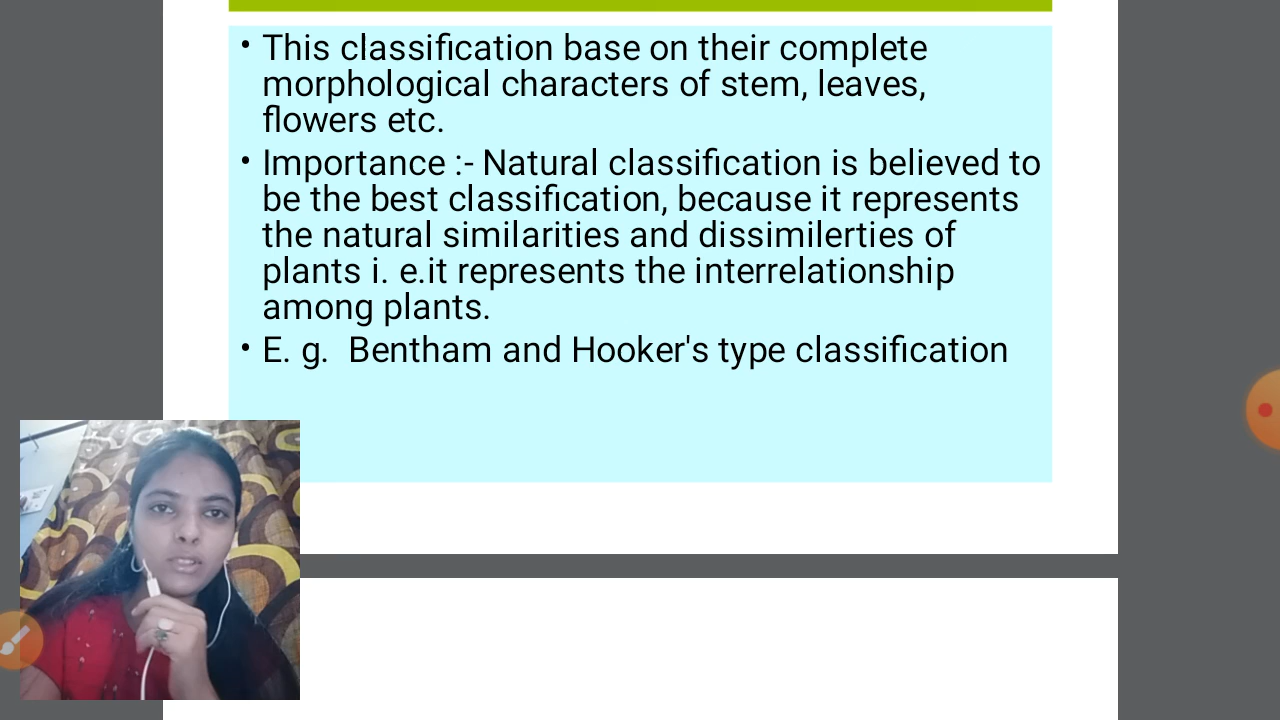 • This classification base on their complete
morphological characters of stem, leaves,
flowers etc.
• Importance :- Natural classification is believed to
be the best classification, because it represents
the natural similarities and dissimilerties of
plants i. e.it represents the interrelationship
among plants.
• E. g.  Bentham and Hooker's type classification